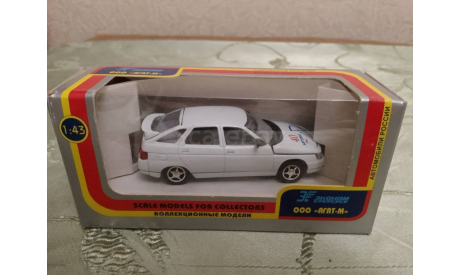 1:43
SCALE MODELS FOR COLLECTORS
КОЛЛЕКЦИОННЫЕ МОДЕЛИ
ООО «АГАТ-М»
АВТОМОБИЛИ РОССИИ